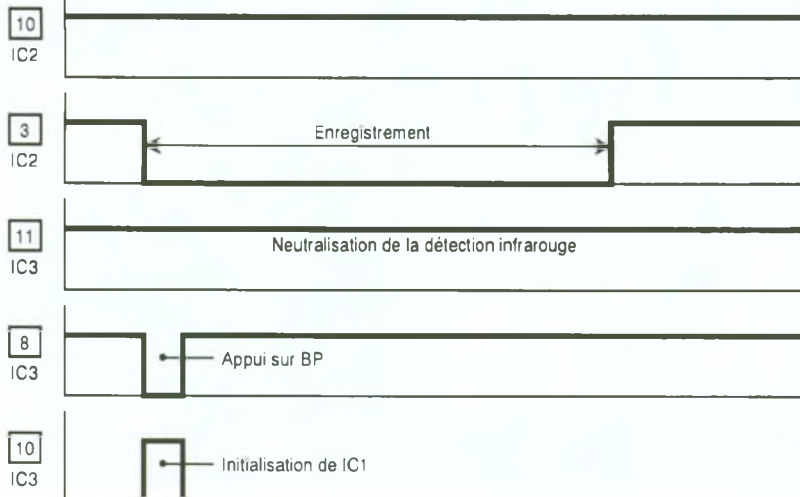 10
IC2
3
IC2
Enregistrement
11
IC3
Neutralisation de la détection infrarouge
8
IC3
Appui sur BP
10
IC3
Initialisation de IC1